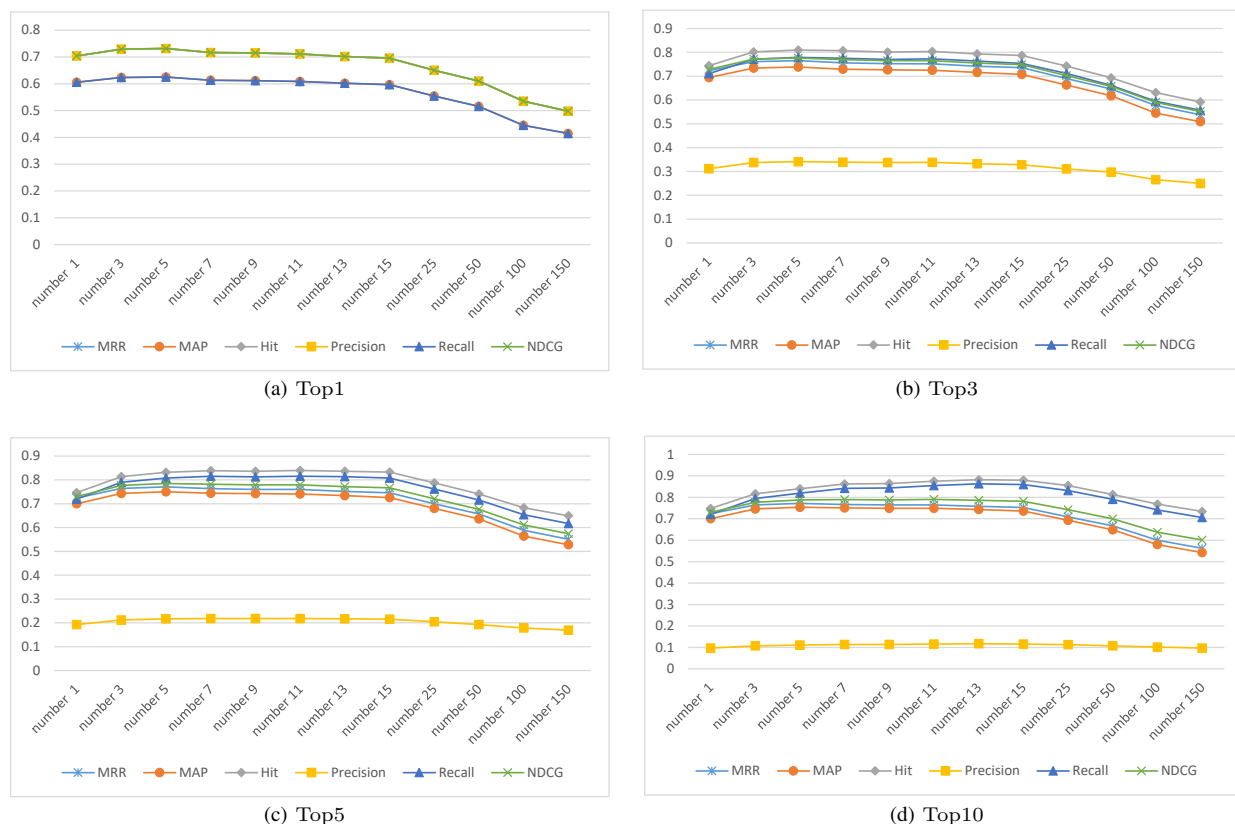 0.8
0.7
0.6
0.5
0.4
0.3
0.2
0.1
0
number 1
number 3
number 5
number 7
number 9
number 11
number 13
number 15
number 25
number 50
number 100
number 150
MRR MAP Hit Precision Recall NDCG
(a) Top1
0.9
0.8
0.7
0.6
0.5
0.4
0.3
0.2
0.1
0
number 1
number 3
number 5
number 7
number 9
number 11
number 13
number 15
number 25
number 50
number 100
number 150
MRR MAP Hit Precision Recall NDCG
(b) Top3
0.9
0.8
0.7
0.6
0.5
0.4
0.3
0.2
0.1
0
number 1
number 3
number 5
number 7
number 9
number 11
number 13
number 15
number 25
number 50
number 100
number 150
MRR MAP Hit Precision Recall NDCG
(c) Top5
1
0.9
0.8
0.7
0.6
0.5
0.4
0.3
0.2
0.1
0
number 1
number 3
number 5
number 7
number 9
number 11
number 13
number 15
number 25
number 50
number 100
number 150
MRR MAP Hit Precision Recall NDCG
(d) Top10